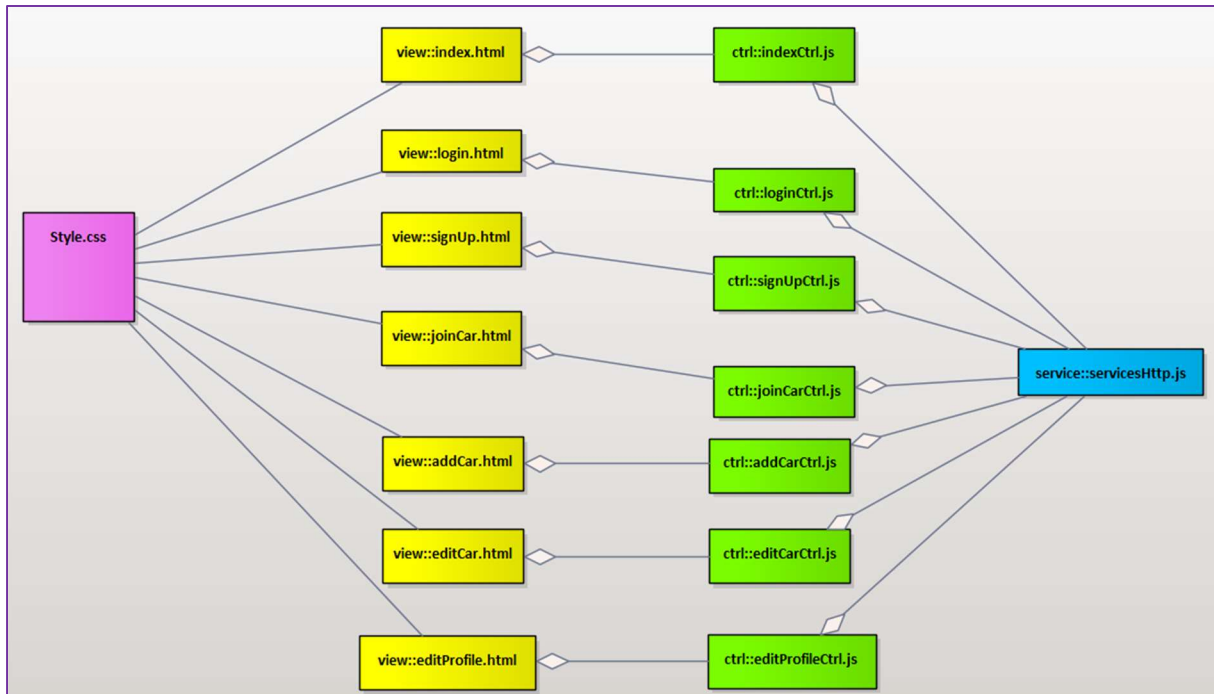 view::index.html
ctrl::indexCtrl.js
view::login.html
ctrl::loginCtrl.js
Style.css
view::signUp.html
ctrl::signUpCtrl.js
view::joinCar.html
service::servicesHttp.js
ctrl::joinCarCtrl.js
view::addCar.html
ctrl::addCarCtrl.js
view::editCar.html
ctrl::editCarCtrl.js
view::editProfile.html
ctrl::editProfileCtrl.js